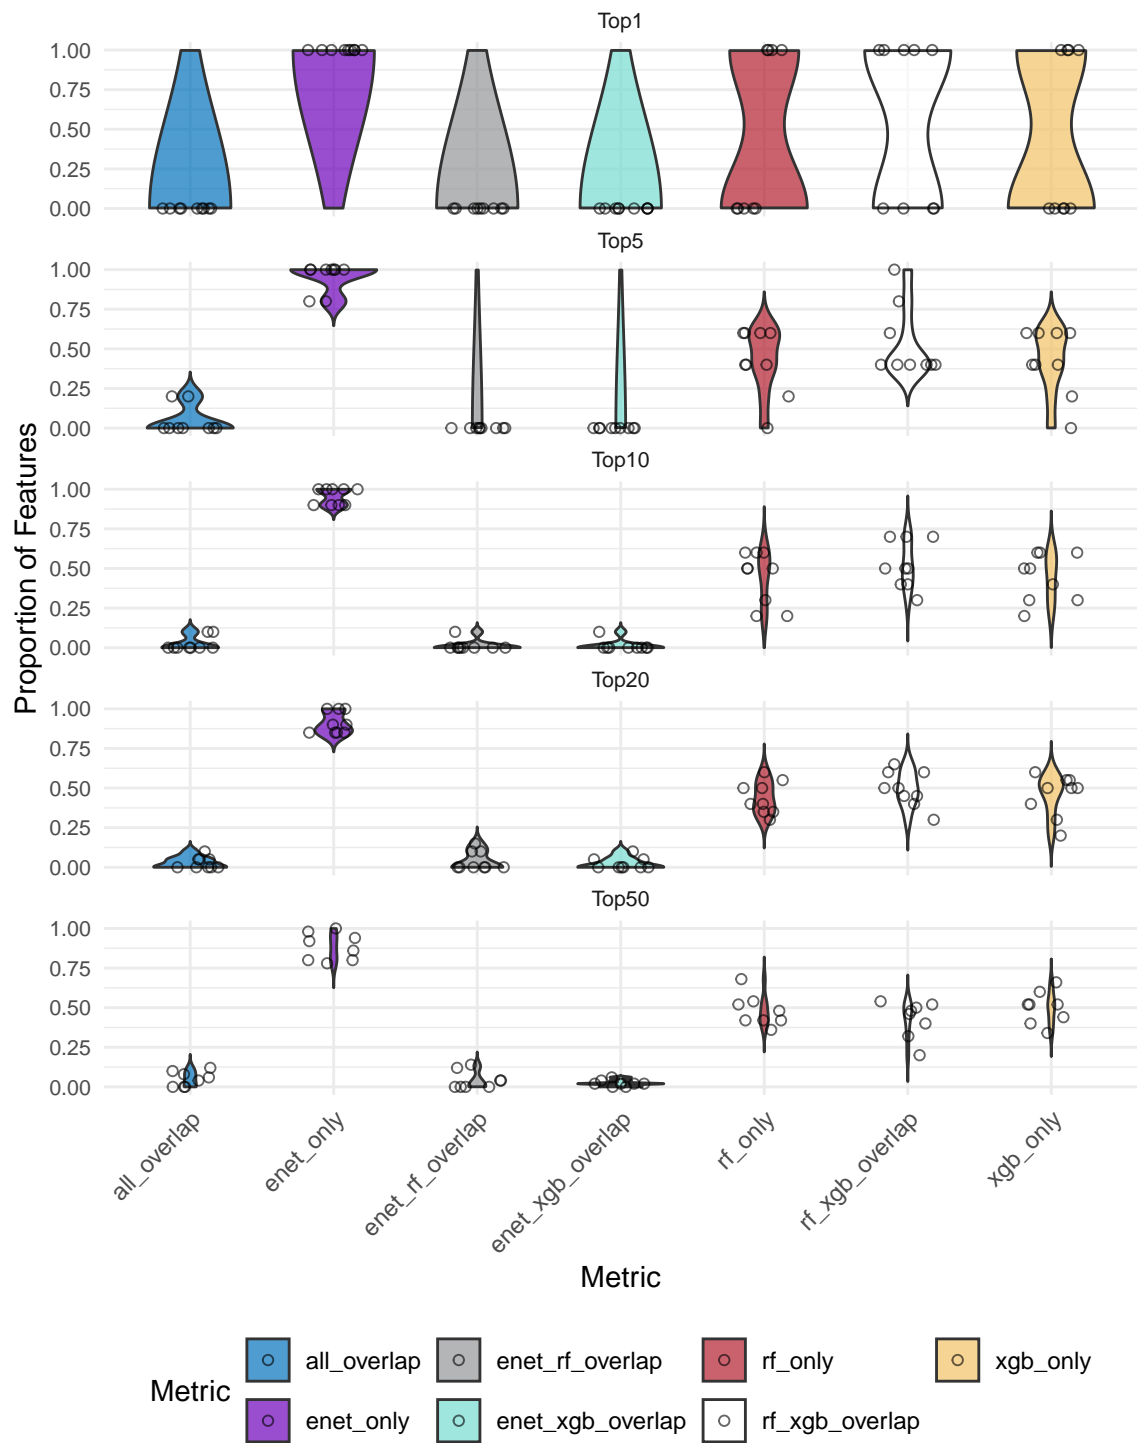 Top1
1.00
0.75
0.50
0.25
0.00
Top5
1.00
0.75
0.50
0.25
0.00
Top10
1.00
0.75
0.50
0.25
0.00
Top20
1.00
0.75
0.50
0.25
0.00
Top50
1.00
0.75
0.50
0.25
0.00
Proportion of Features
all_overlap
enet_only
enet_rf_overlap
enet_xgb_overlap
rf_only
rf_xgb_overlap
xgb_only
Metric
Metric
all_overlap
enet_rf_overlap
rf_only
xgb_only
enet_only
enet_xgb_overlap
rf_xgb_overlap